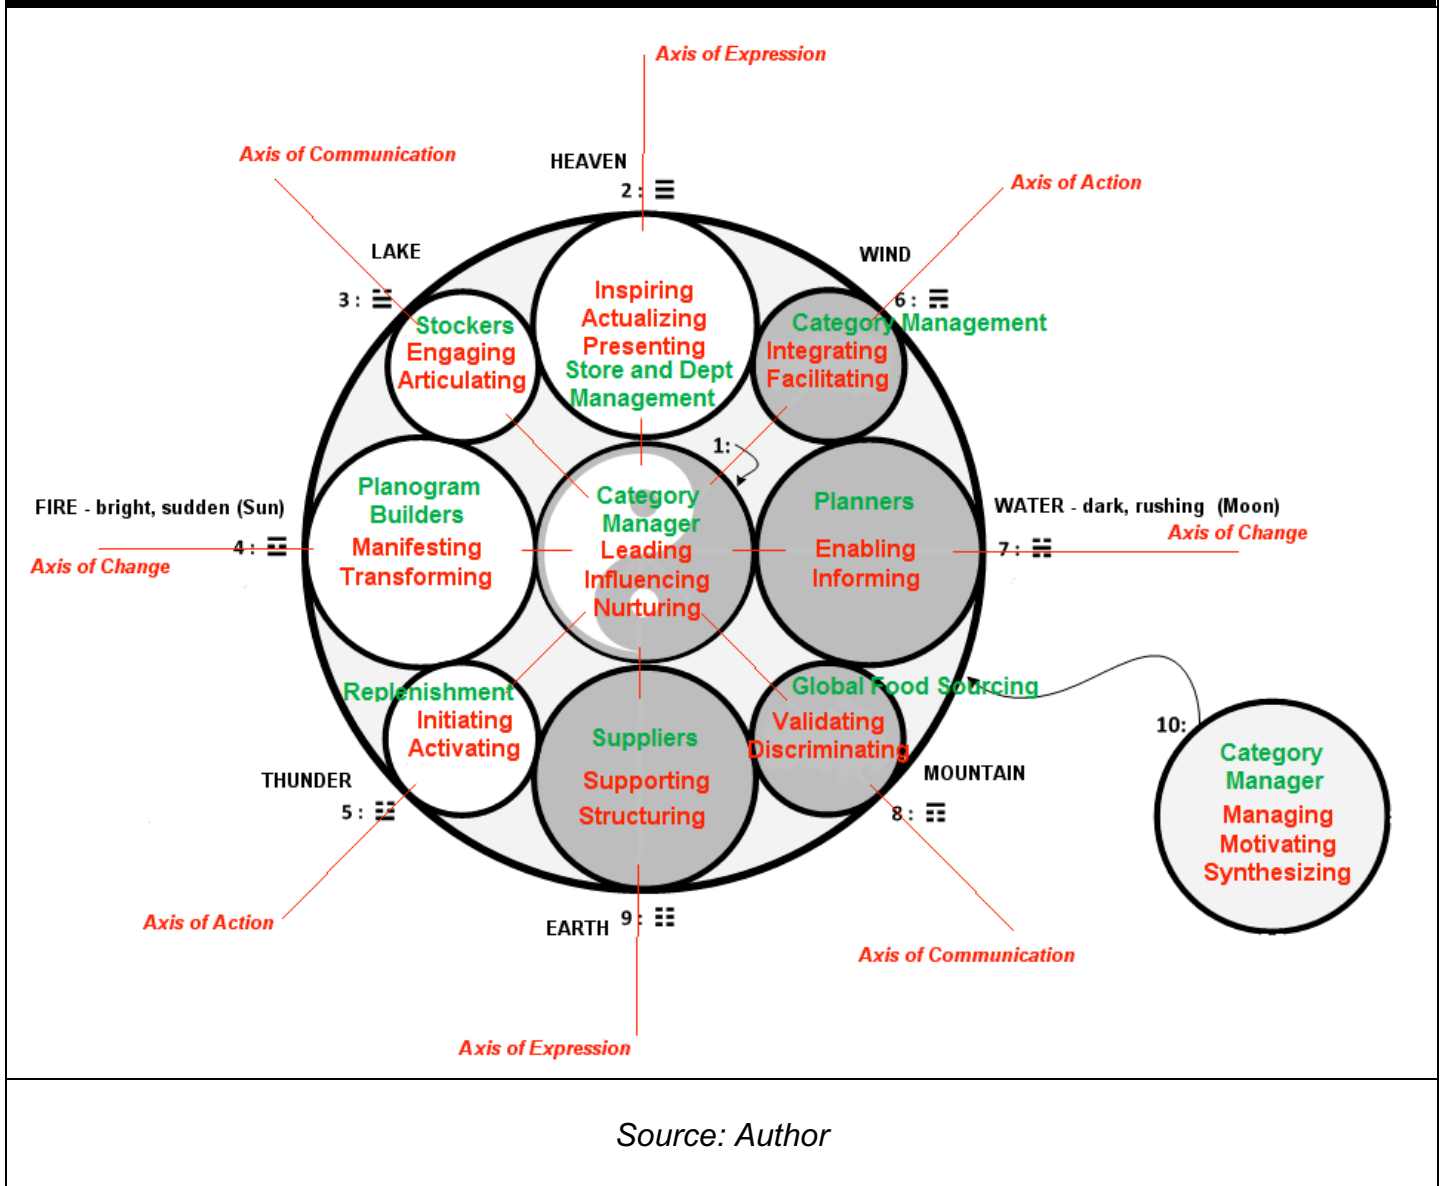 Axis of Expression
Axis of Communication
HEAVEN
2: ☰
Axis of Action
LAKE
3: ☱
WIND
6: ☴
Inspiring
Actualizing
Presenting
Store and Dept
Management
Stockers
Engaging
Articulating
Category Management
Integrating
Facilitating
1:
Planogram
Builders
Manifesting
Transforming
Category
Manager
Leading
Influencing
Nurturing
Planners
Enabling
Informing
FIRE - bright, sudden (Sun)
4: ☲
Axis of Change
WATER - dark, rushing (Moon)
Axis of Change
7: ☵
Replenishment
Initiating
Activating
Suppliers
Supporting
Structuring
Global Food Sourcing
Validating
Discriminating
THUNDER
5: ☳
MOUNTAIN
8: ☶
10:
Category
Manager
Managing
Motivating
Synthesizing
Axis of Action
EARTH
9: ☷
Axis of Communication
Axis of Expression
Source: Author